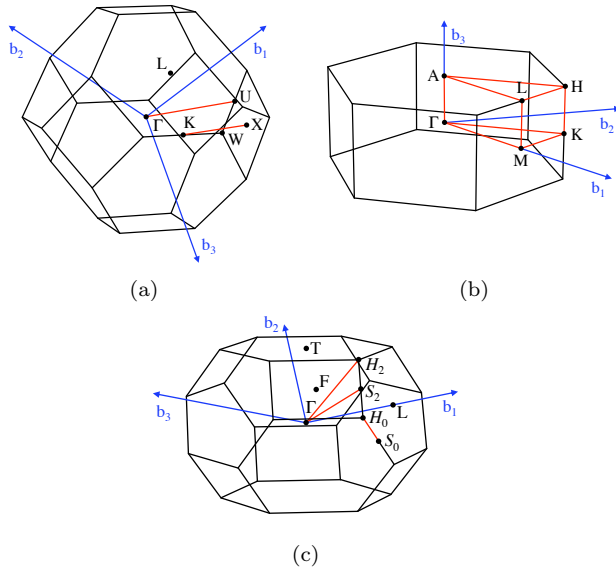 b₂
b₁
L
U
Γ
K
X
W
b₃
(a)
b₃
A
L
H
Γ
b₂
K
M
b₁
(b)
b₂
T
H₂
F
S₂
b₃
Γ
L
b₁
H₀
S₀
(c)